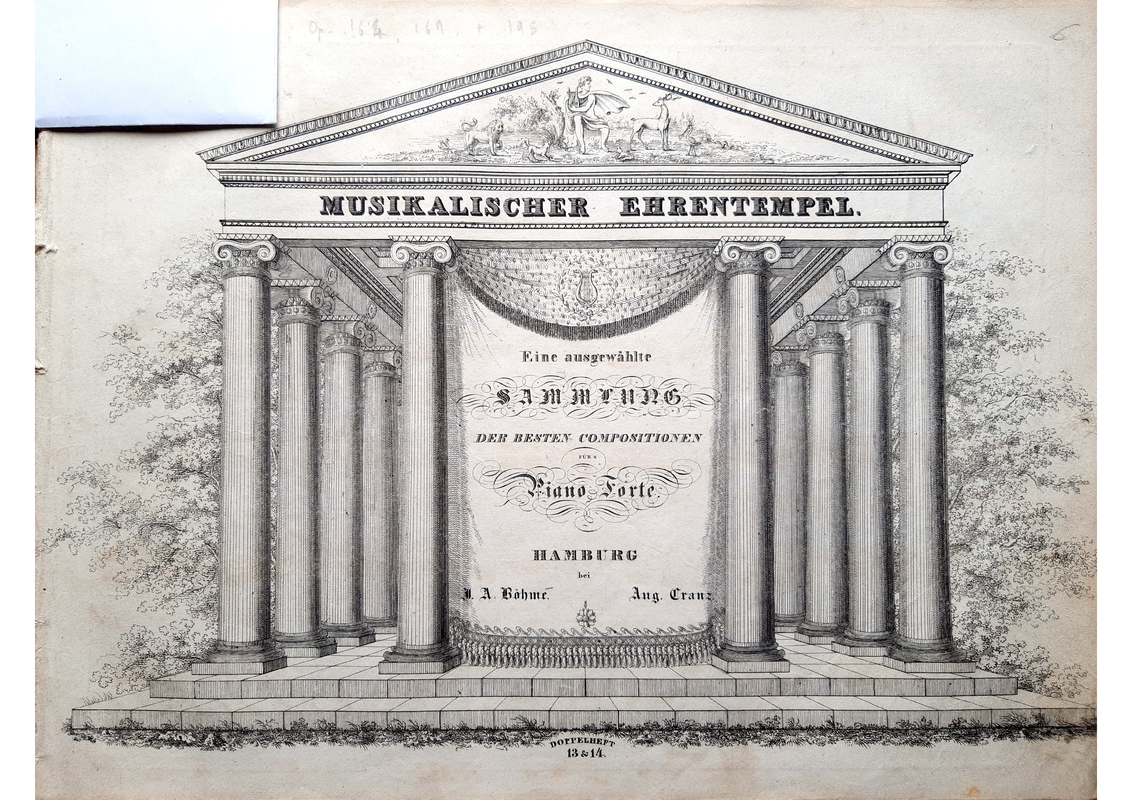 Op. 164, 169, + 195
6
MUSIKALISCHER EHRENTEMPEL.
Eine ausgewählte
SAMMLUNG
DER BESTEN COMPOSITIONEN
FÜR
Piano Forte.
HAMBURG
bei
J. A. Böhme. Aug. Cranz
DOPPELHEFT
13 & 14.